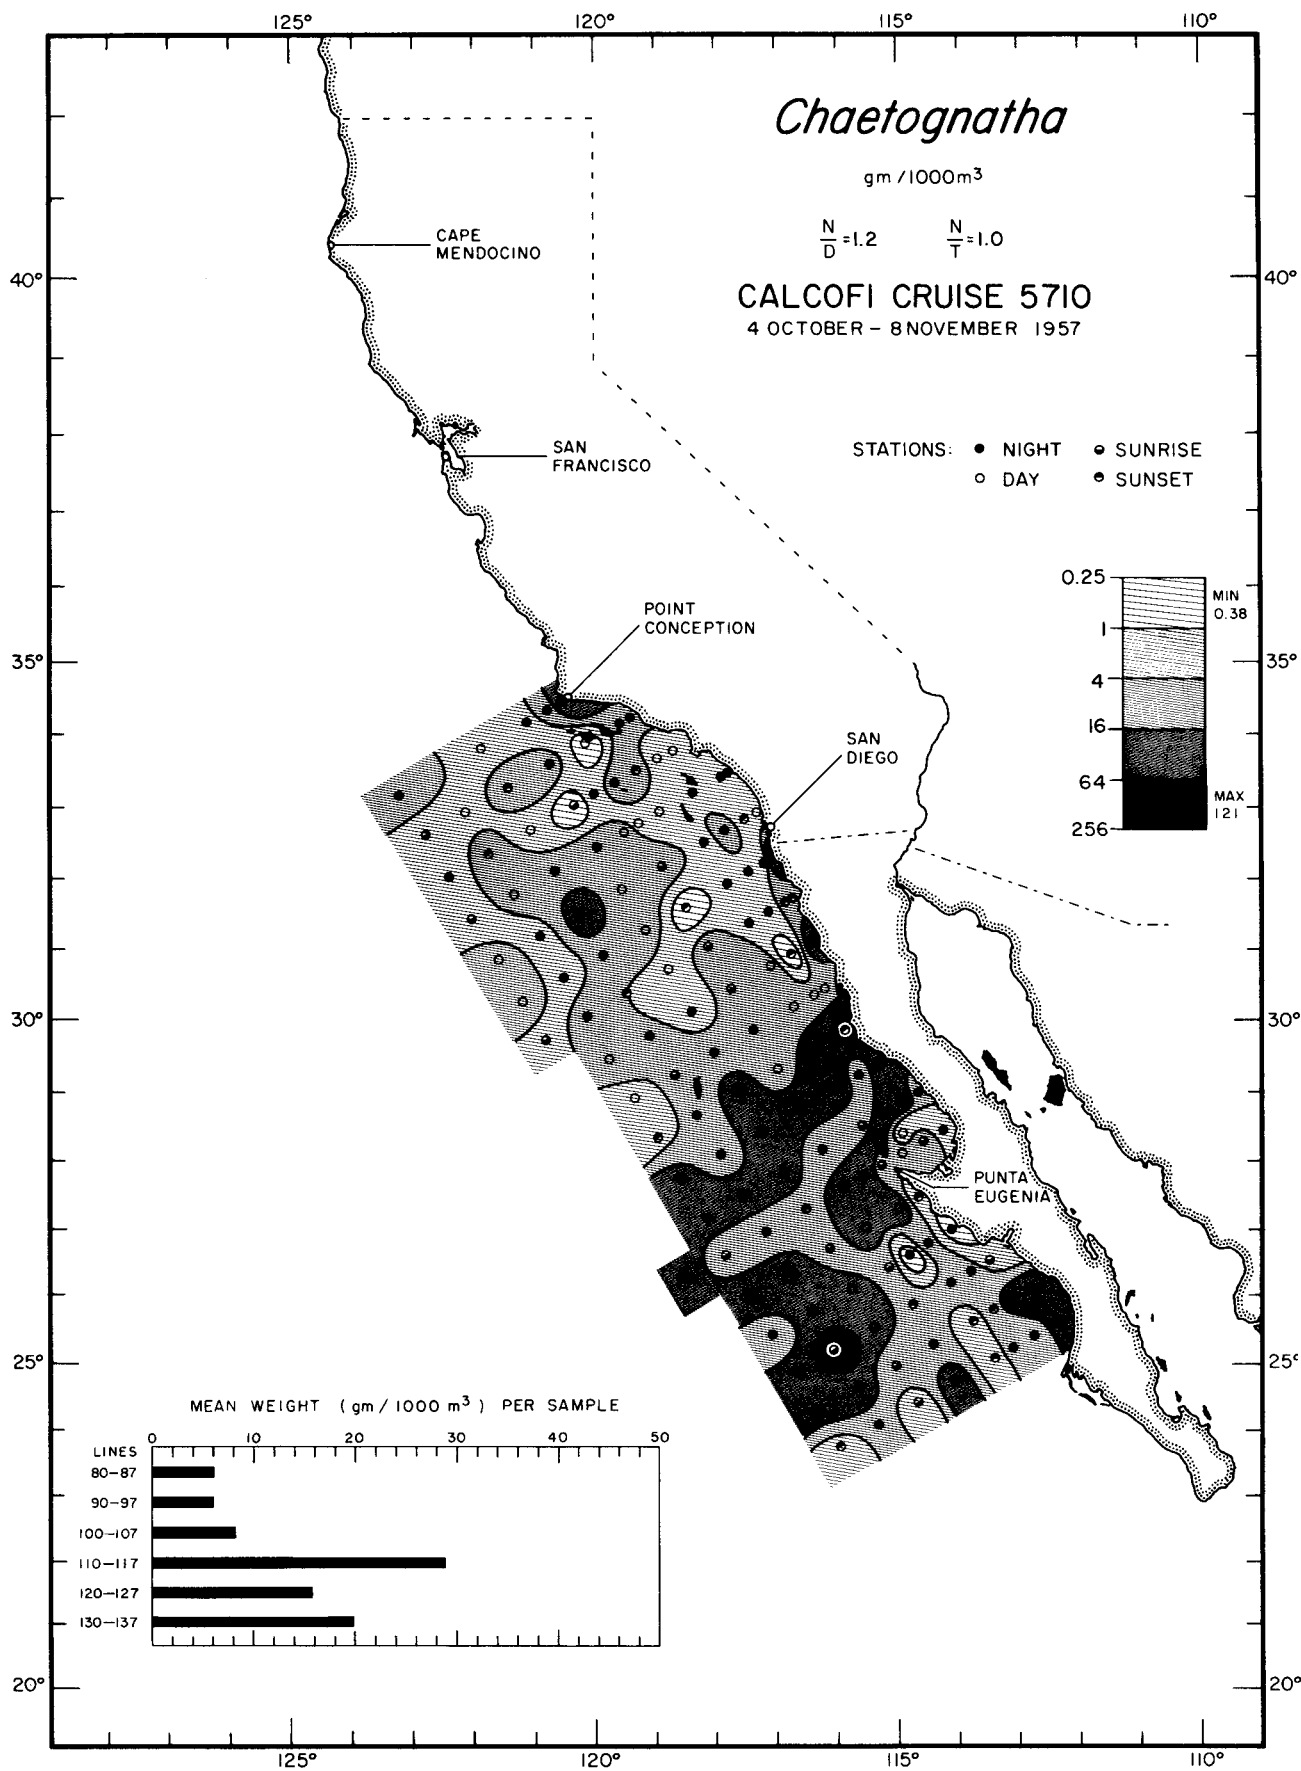 125° 120° 115° 110°
Chaetognatha
gm/1000m³
N/D=1.2 N/T=1.0
CALCOFI CRUISE 5710
4 OCTOBER – 8 NOVEMBER 1957
CAPE
MENDOCINO
40° 40°
STATIONS: ● NIGHT SUNRISE
○ DAY SUNSET
SAN
FRANCISCO
0.25
MIN
0.38
1
4
16
64
MAX
121
256
POINT
CONCEPTION
35° 35°
SAN
DIEGO
30° 30°
PUNTA
EUGENIA
25° 25°
MEAN WEIGHT (gm/1000 m³) PER SAMPLE
LINES 0 10 20 30 40 50
80–87
90–97
100–107
110–117
120–127
130–137
20° 20°
125° 120° 115° 110°